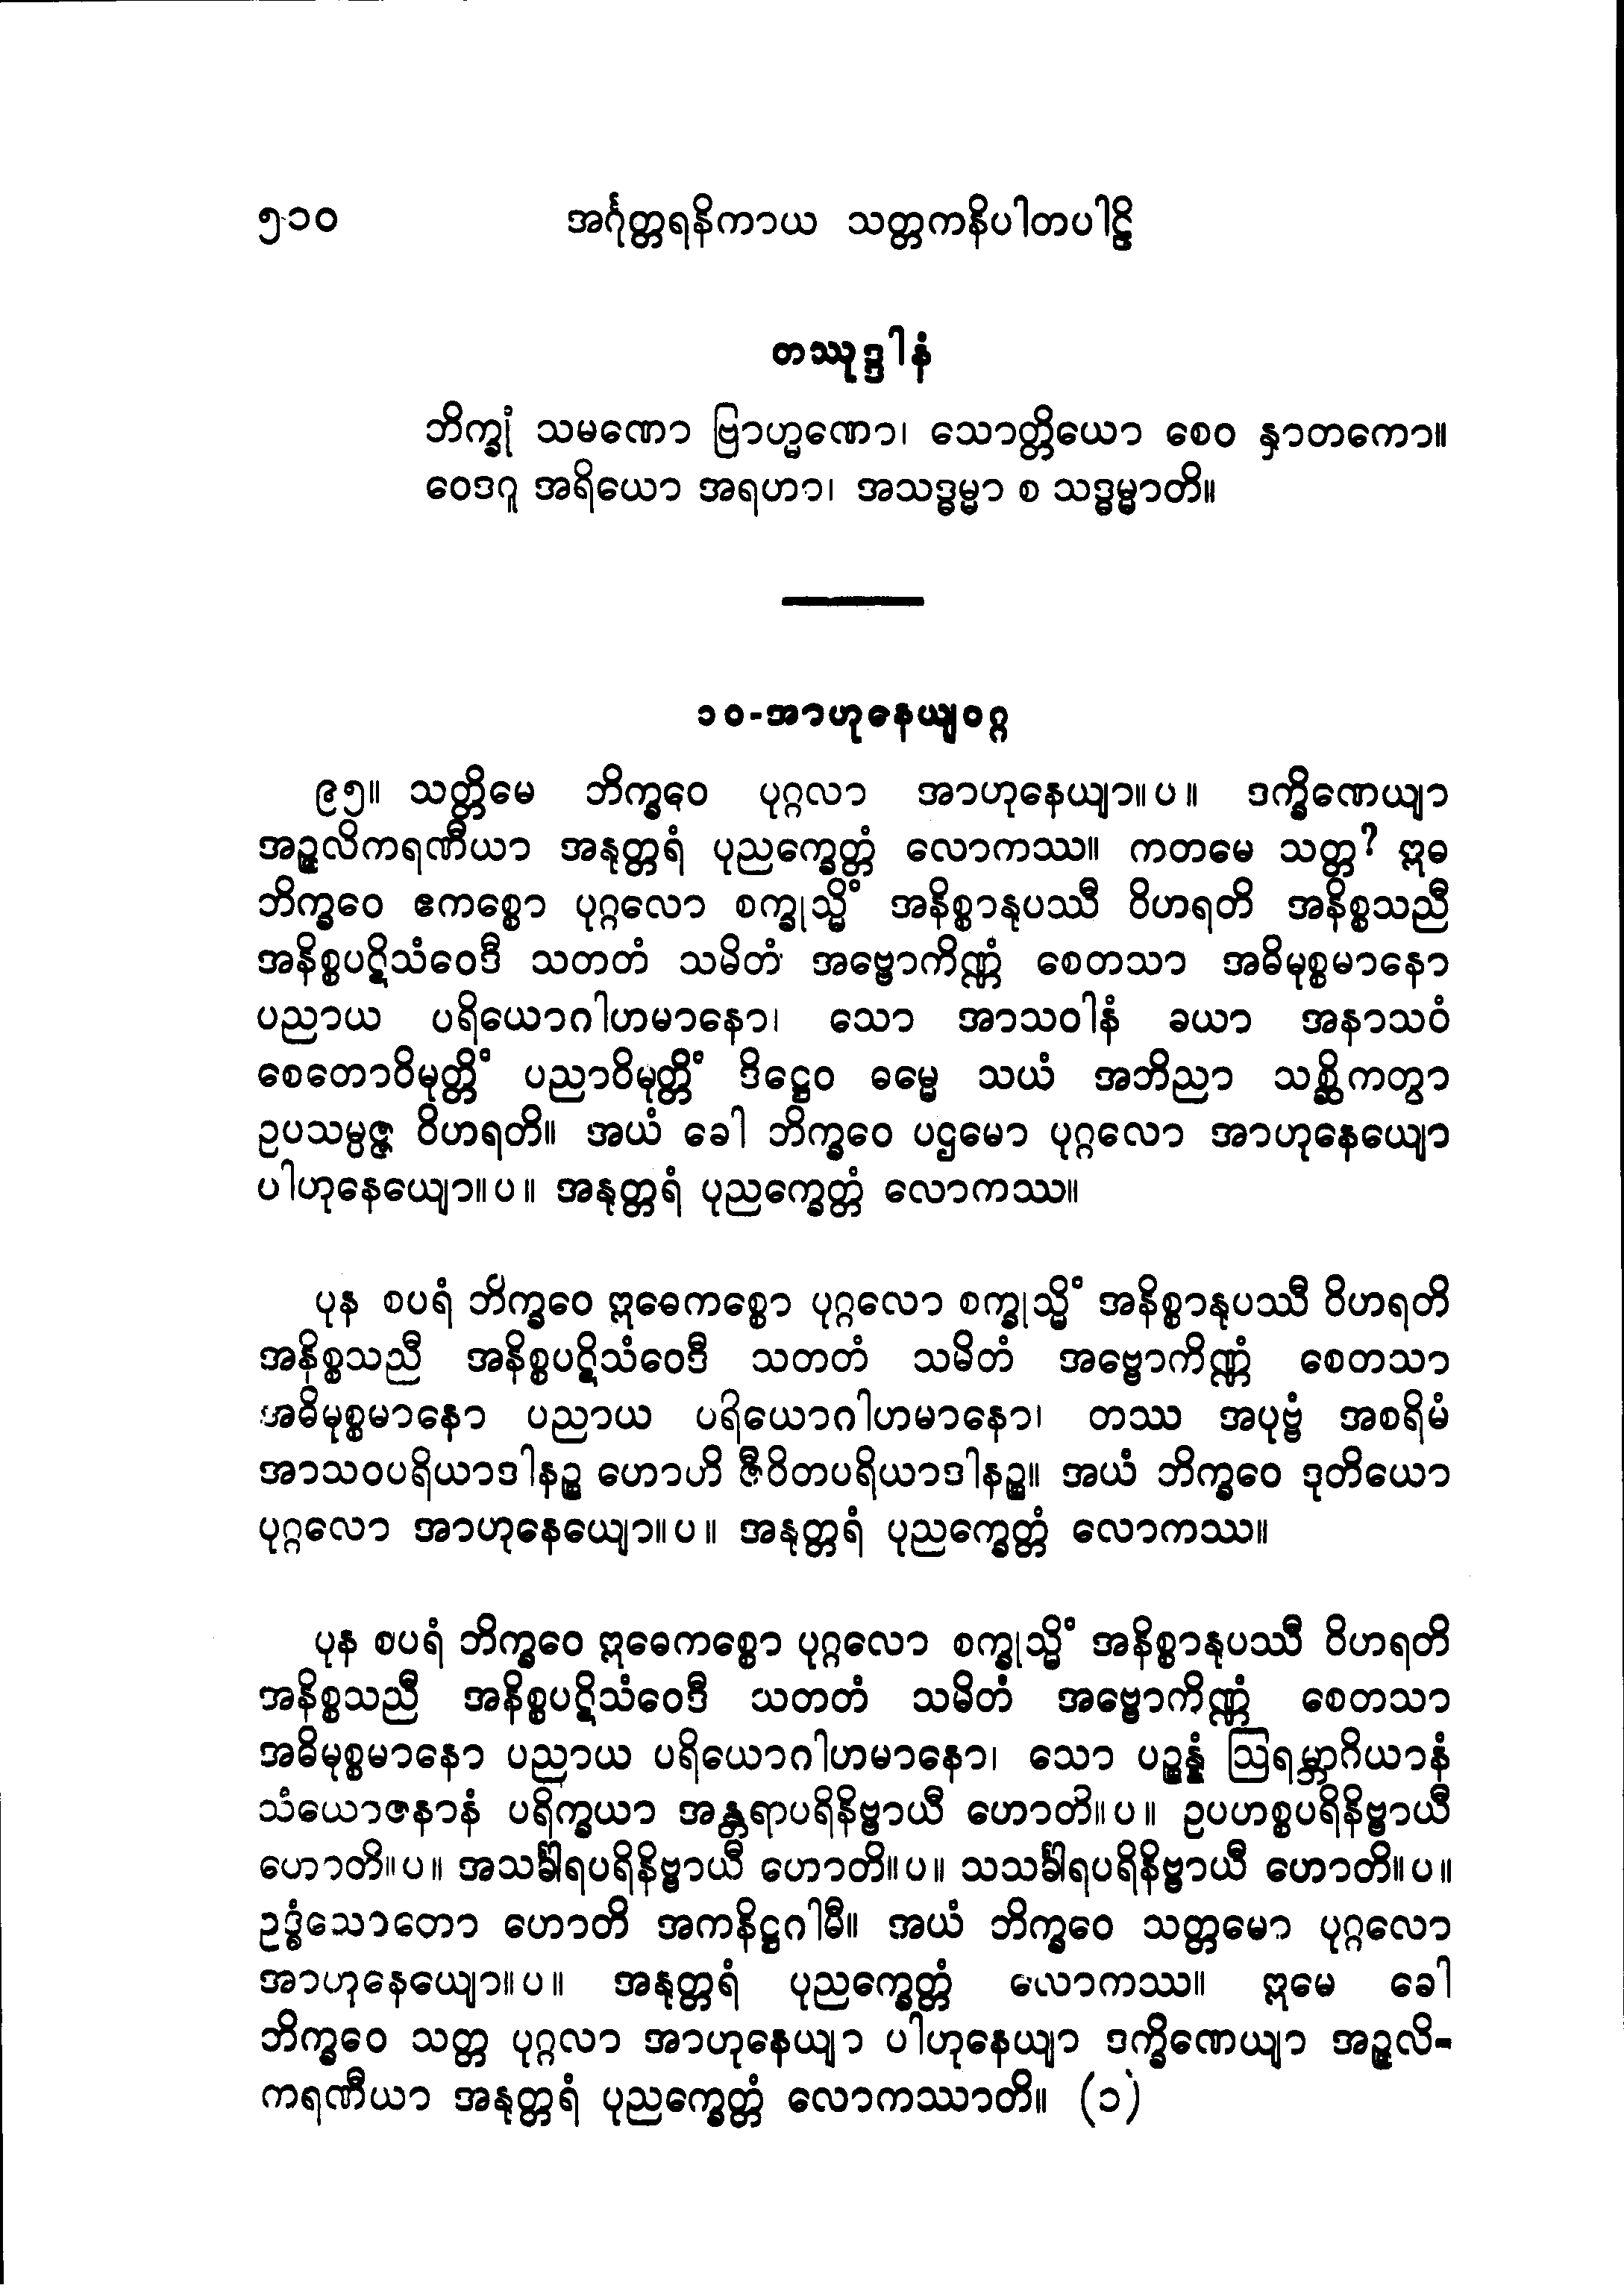 ၅၁၀ အင်္ဂုတ္တရနိကာယ သတ္တကနိပါတပါဠိ
တဿုဒ္ဒါနံ
ဘိက္ခုံ သမဏော ဗြာဟ္မဏော၊ သောတ္တိယော စေဝ နှာတကော။
ဝေဒဂူ အရိယော အရဟာ၊ အသဒ္ဓမ္မာ စ သဒ္ဓမ္မာတိ။
၁၀-အာဟုနေယျဝဂ္ဂ
၉၅။ သတ္တိမေ ဘိက္ခဝေ ပုဂ္ဂလာ အာဟုနေယျာ။ပ။ ဒက္ခိဏေယျာ
အဉ္ဇလိကရဏီယာ အနုတ္တရံ ပုညက္ခေတ္တံ လောကဿ။ ကတမေ သတ္တ? ဣဓ
ဘိက္ခဝေ ဧကစ္စော ပုဂ္ဂလော စက္ခုသ္မိံ အနိစ္စာနုပဿီ ဝိဟရတိ အနိစ္စသညီ
အနိစ္စပဋိသံဝေဒီ သတတံ သမိတံ အဗ္ဗောကိဏ္ဏံ စေတသာ အဓိမုစ္စမာနော
ပညာယ ပရိယောဂါဟမာနော၊ သော အာသဝါနံ ခယာ အနာသဝံ
စေတောဝိမုတ္တိံ ပညာဝိမုတ္တိံ ဒိဋ္ဌေဝ ဓမ္မေ သယံ အဘိညာ သစ္ဆိကတွာ
ဥပသမ္ပဇ္ဇ ဝိဟရတိ။ အယံ ခေါ ဘိက္ခဝေ ပဌမော ပုဂ္ဂလော အာဟုနေယျော
ပါဟုနေယျော။ပ။ အနုတ္တရံ ပုညက္ခေတ္တံ လောကဿ။
ပုန စပရံ ဘိက္ခဝေ ဣဓေကစ္စော ပုဂ္ဂလော စက္ခုသ္မိံ အနိစ္စာနုပဿီ ဝိဟရတိ
အနိစ္စသညီ အနိစ္စပဋိသံဝေဒီ သတတံ သမိတံ အဗ္ဗောကိဏ္ဏံ စေတသာ
အဓိမုစ္စမာနော ပညာယ ပရိယောဂါဟမာနော၊ တဿ အပုဗ္ဗံ အစရိမံ
အာသဝပရိယာဒါနဉ္စ ဟောဟိ ဇီဝိတပရိယာဒါနဉ္စ။ အယံ ဘိက္ခဝေ ဒုတိယော
ပုဂ္ဂလော အာဟုနေယျော။ပ။ အနုတ္တရံ ပုညက္ခေတ္တံ လောကဿ။
ပုန စပရံ ဘိက္ခဝေ ဣဓေကစ္စော ပုဂ္ဂလော စက္ခုသ္မိံ အနိစ္စာနုပဿီ ဝိဟရတိ
အနိစ္စသညီ အနိစ္စပဋိသံဝေဒီ သတတံ သမိတံ အဗ္ဗောကိဏ္ဏံ စေတသာ
အဓိမုစ္စမာနော ပညာယ ပရိယောဂါဟမာနော၊ သော ပဉ္စန္နံ ဩရမ္ဘာဂိယာနံ
သံယောဇနာနံ ပရိက္ခယာ အန္တရာပရိနိဗ္ဗာယီ ဟောတိ။ပ။ ဥပဟစ္စပရိနိဗ္ဗာယီ
ဟောတိ။ပ။ အသင်္ခါရပရိနိဗ္ဗာယီ ဟောတိ။ပ။ သသင်္ခါရပရိနိဗ္ဗာယီ ဟောတိ။ပ။
ဥဒ္ဓံသောတော ဟောတိ အကနိဋ္ဌဂါမီ။ အယံ ဘိက္ခဝေ သတ္တမော ပုဂ္ဂလော
အာဟုနေယျော။ပ။ အနုတ္တရံ ပုညက္ခေတ္တံ လောကဿ။ ဣမေ ခေါ
ဘိက္ခဝေ သတ္တ ပုဂ္ဂလာ အာဟုနေယျာ ပါဟုနေယျာ ဒက္ခိဏေယျာ အဉ္ဇလိ-
ကရဏီယာ အနုတ္တရံ ပုညက္ခေတ္တံ လောကဿာတိ။ (၁)